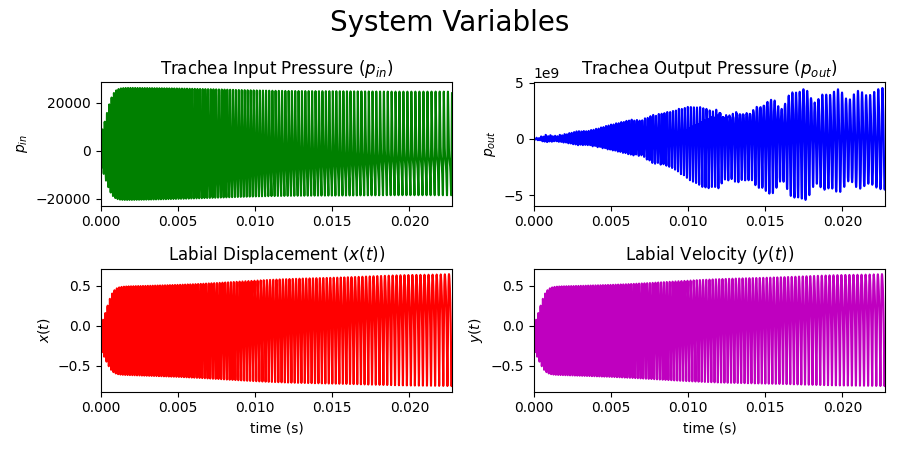 System Variables
Trachea Input Pressure (p_in)
20000
0
−20000
p_in
0.000 0.005 0.010 0.015 0.020
Trachea Output Pressure (p_out)
1e9
5
0
−5
p_out
0.000 0.005 0.010 0.015 0.020
Labial Displacement (x(t))
0.5
0.0
−0.5
x(t)
0.000 0.005 0.010 0.015 0.020
time (s)
Labial Velocity (y(t))
0.5
0.0
−0.5
y(t)
0.000 0.005 0.010 0.015 0.020
time (s)